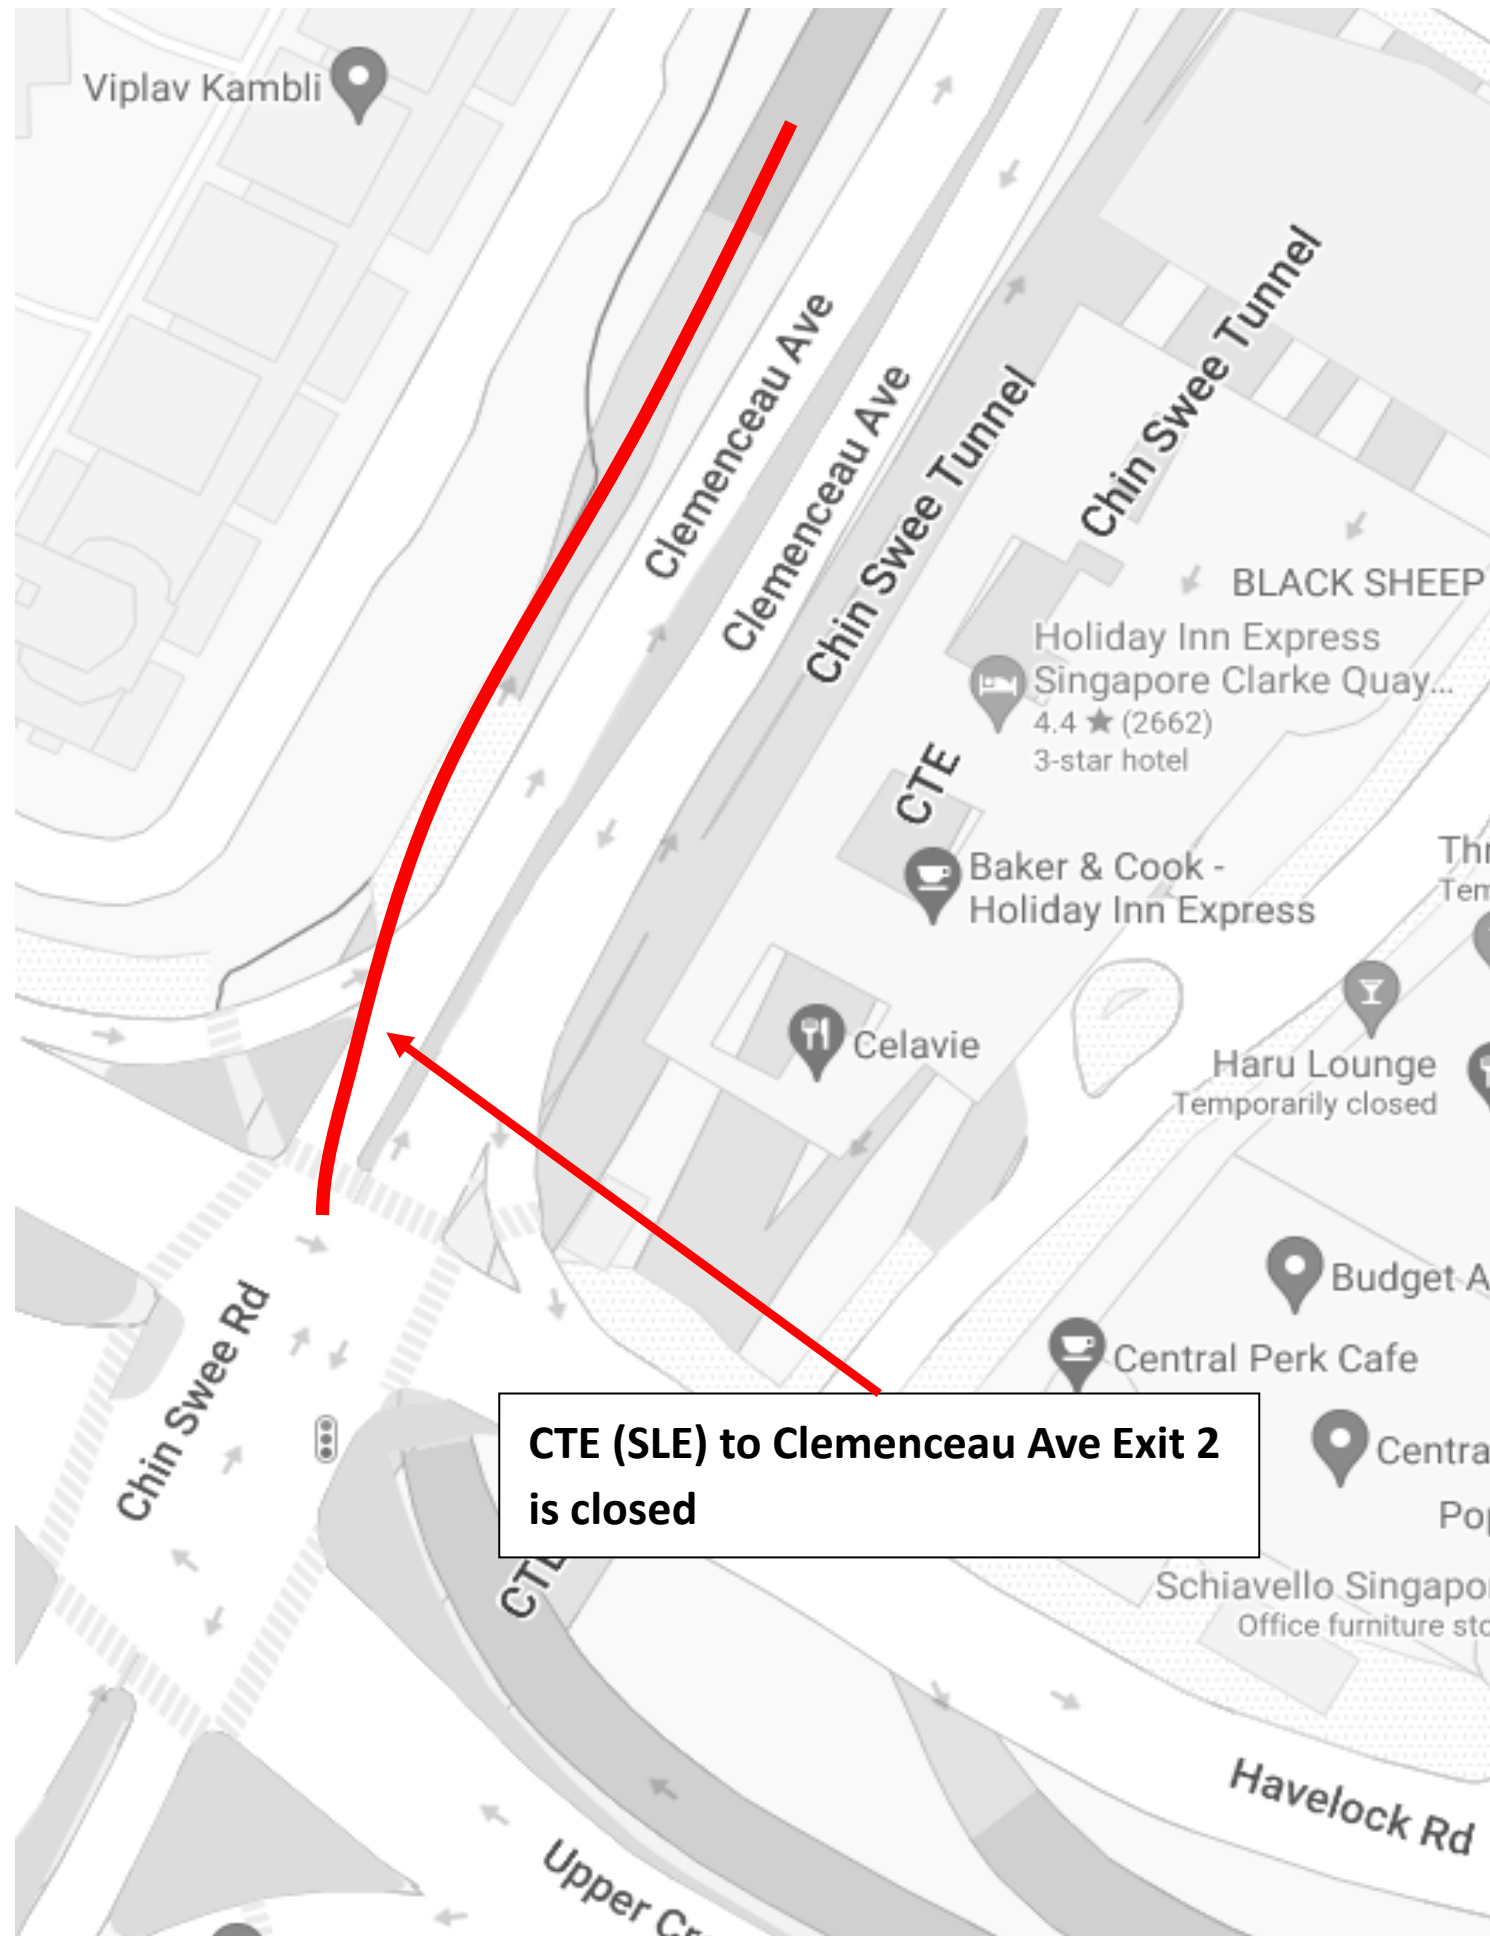 Viplav Kambli
Clemenceau Ave
Clemenceau Ave
Chin Swee Tunnel
Chin Swee Tunnel
BLACK SHEEP
Holiday Inn Express
Singapore Clarke Quay...
4.4 ★ (2662)
3-star hotel
CTE
Baker & Cook -
Holiday Inn Express
Celavie
Haru Lounge
Temporarily closed
Budget A
Central Perk Cafe
Chin Swee Rd
CTE (SLE) to Clemenceau Ave Exit 2
is closed
Centra
Schiavello Singapo
Office furniture sto
Havelock Rd
Upper Cr